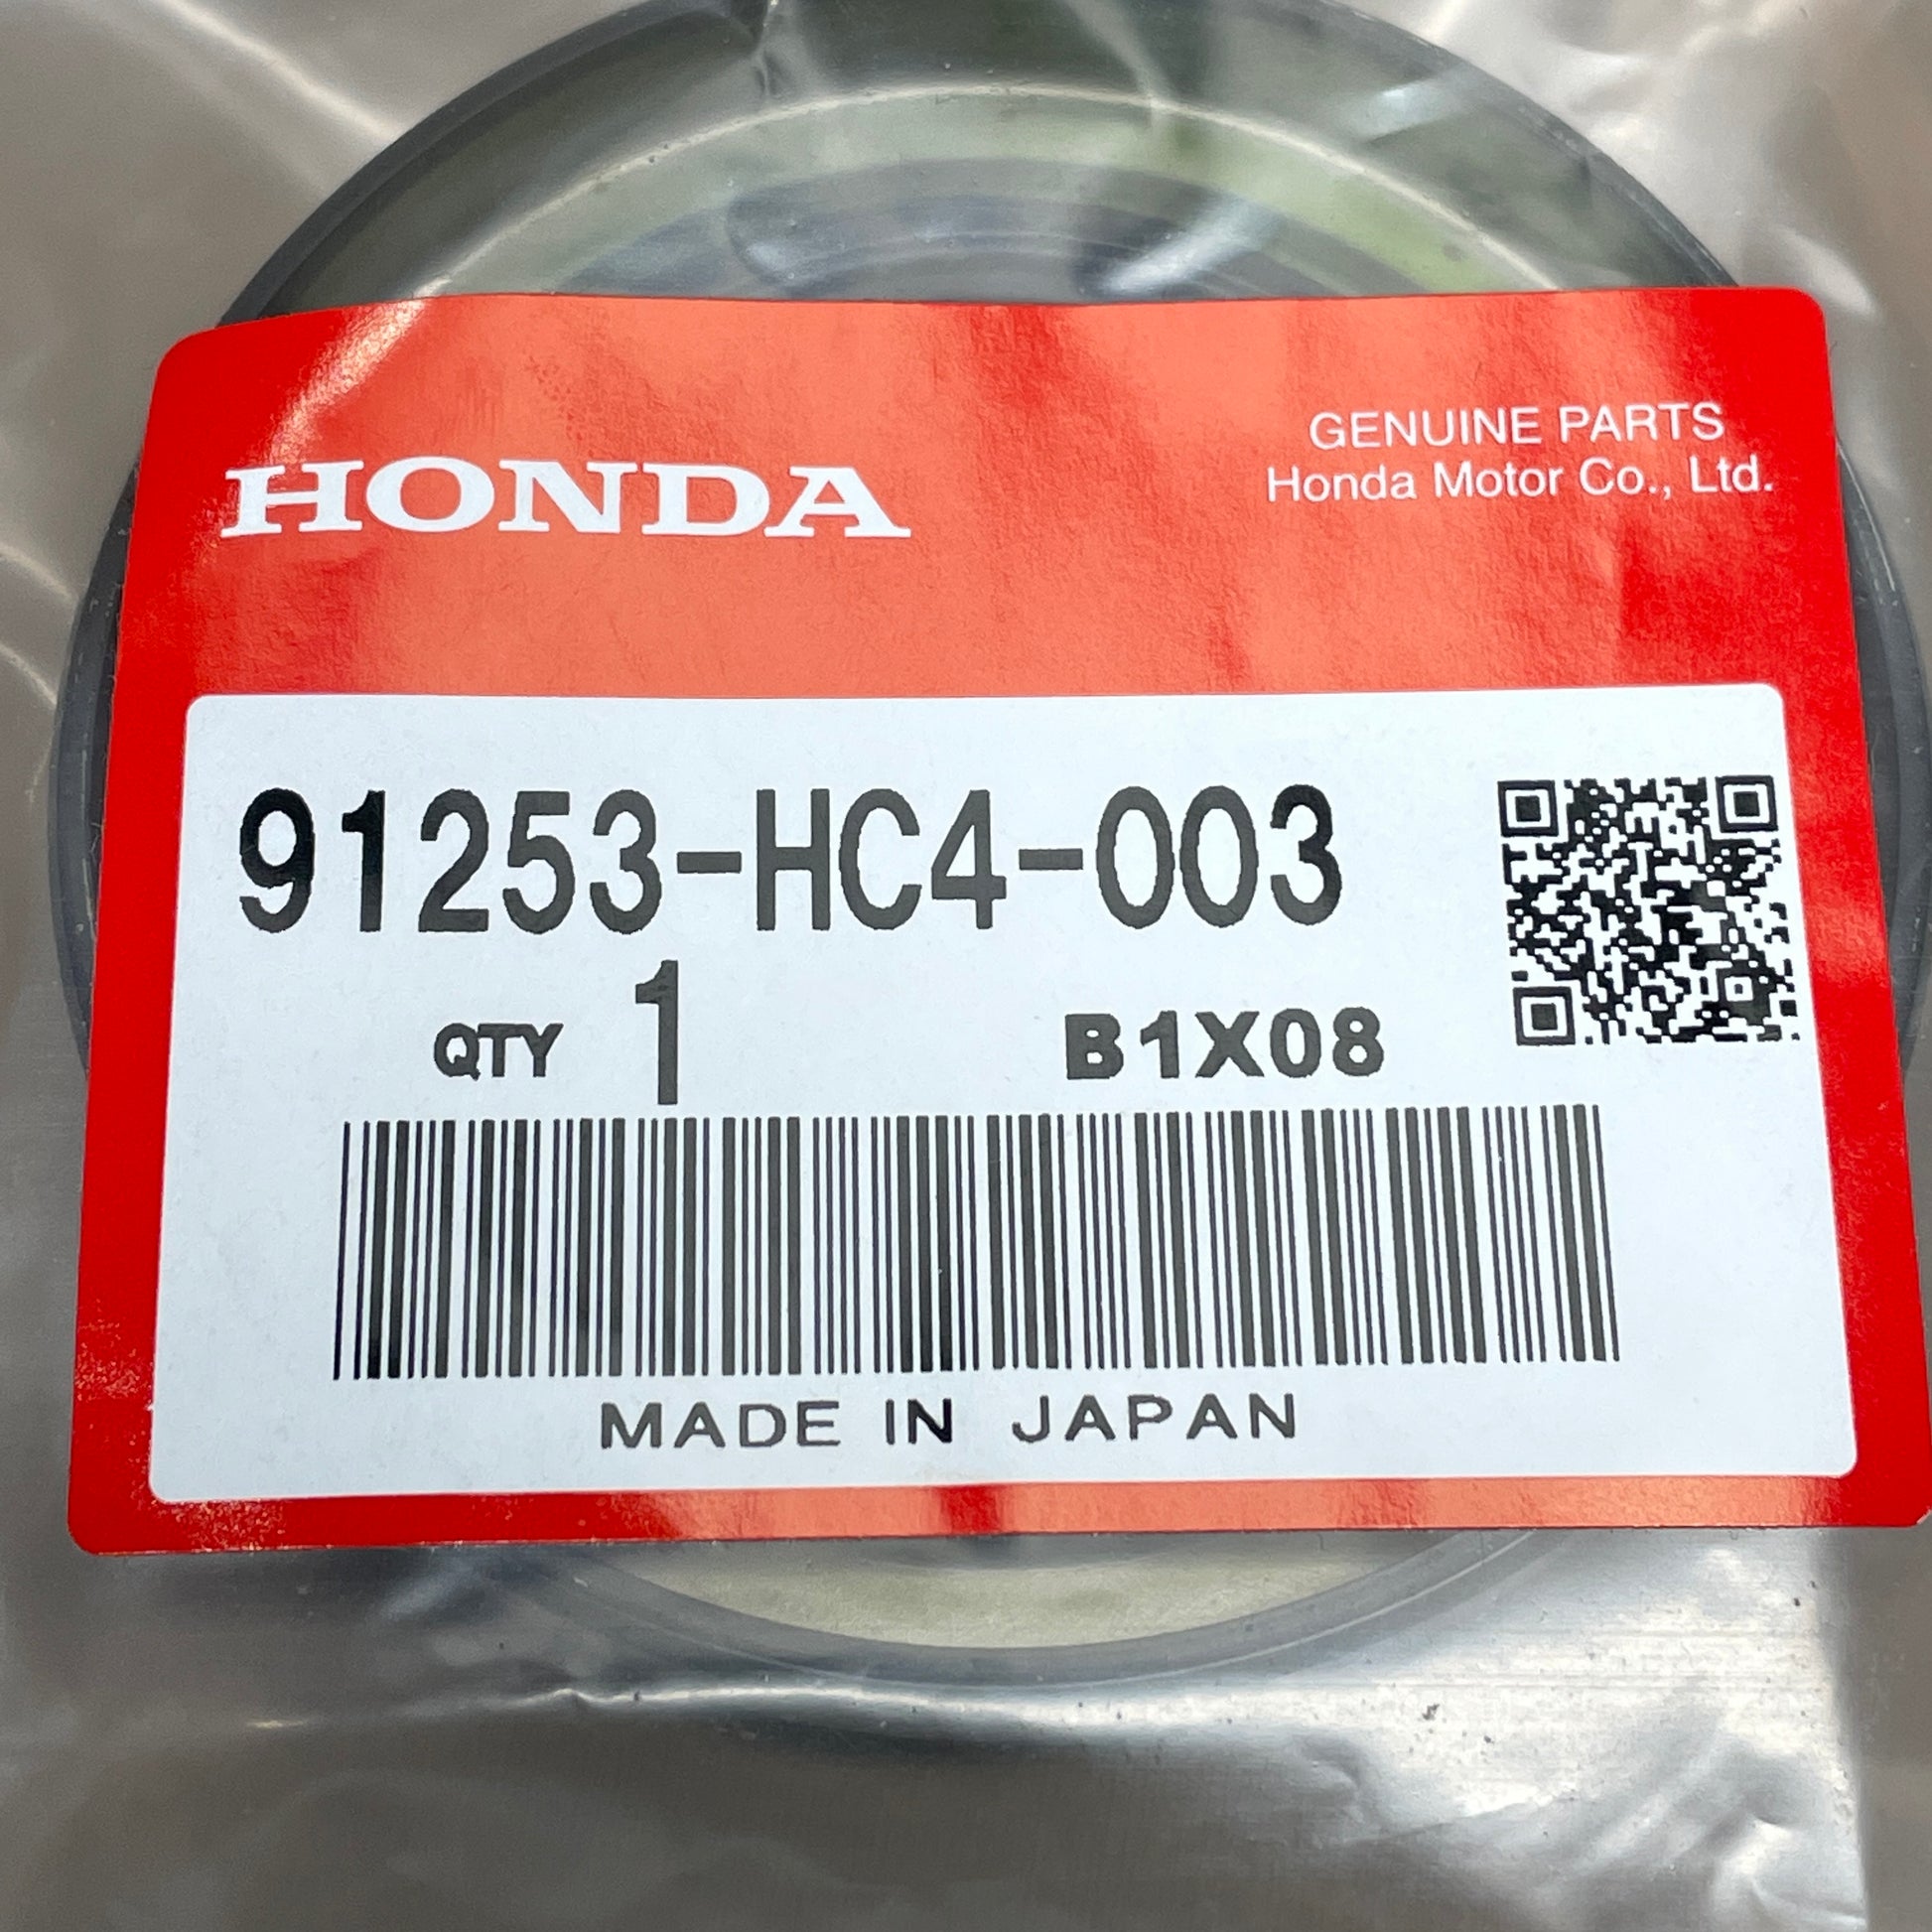 HONDA
GENUINE PARTS
Honda Motor Co., Ltd.
91253-HC4-003
QTY 1 B1X08
MADE IN JAPAN